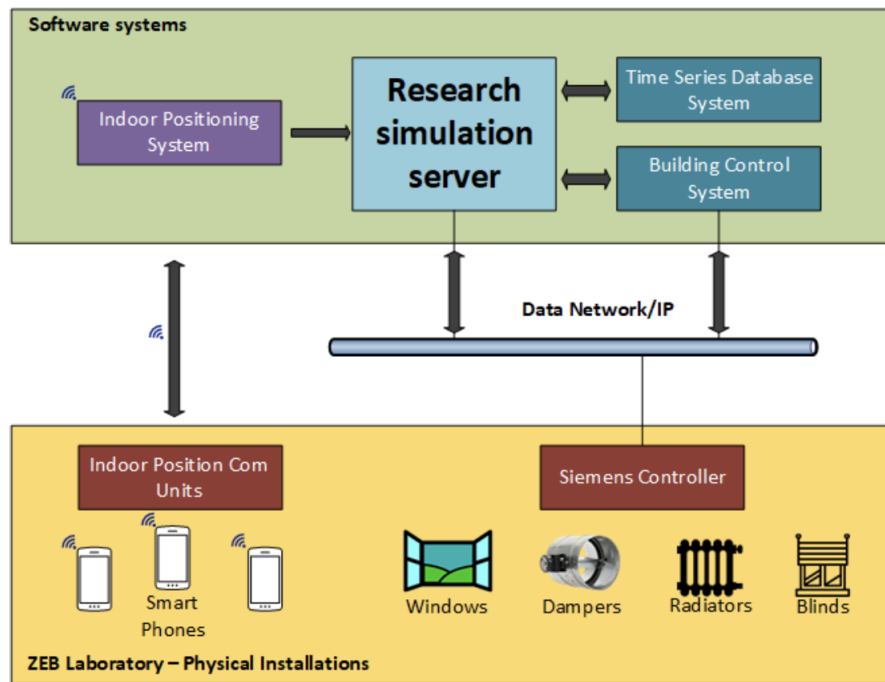 Software systems
Indoor Positioning
System
Research
simulation
server
Time Series Database
System
Building Control
System
Data Network/IP
Indoor Position Com
Units
Siemens Controller
Smart
Phones
Windows
Dampers
Radiators
Blinds
ZEB Laboratory – Physical Installations